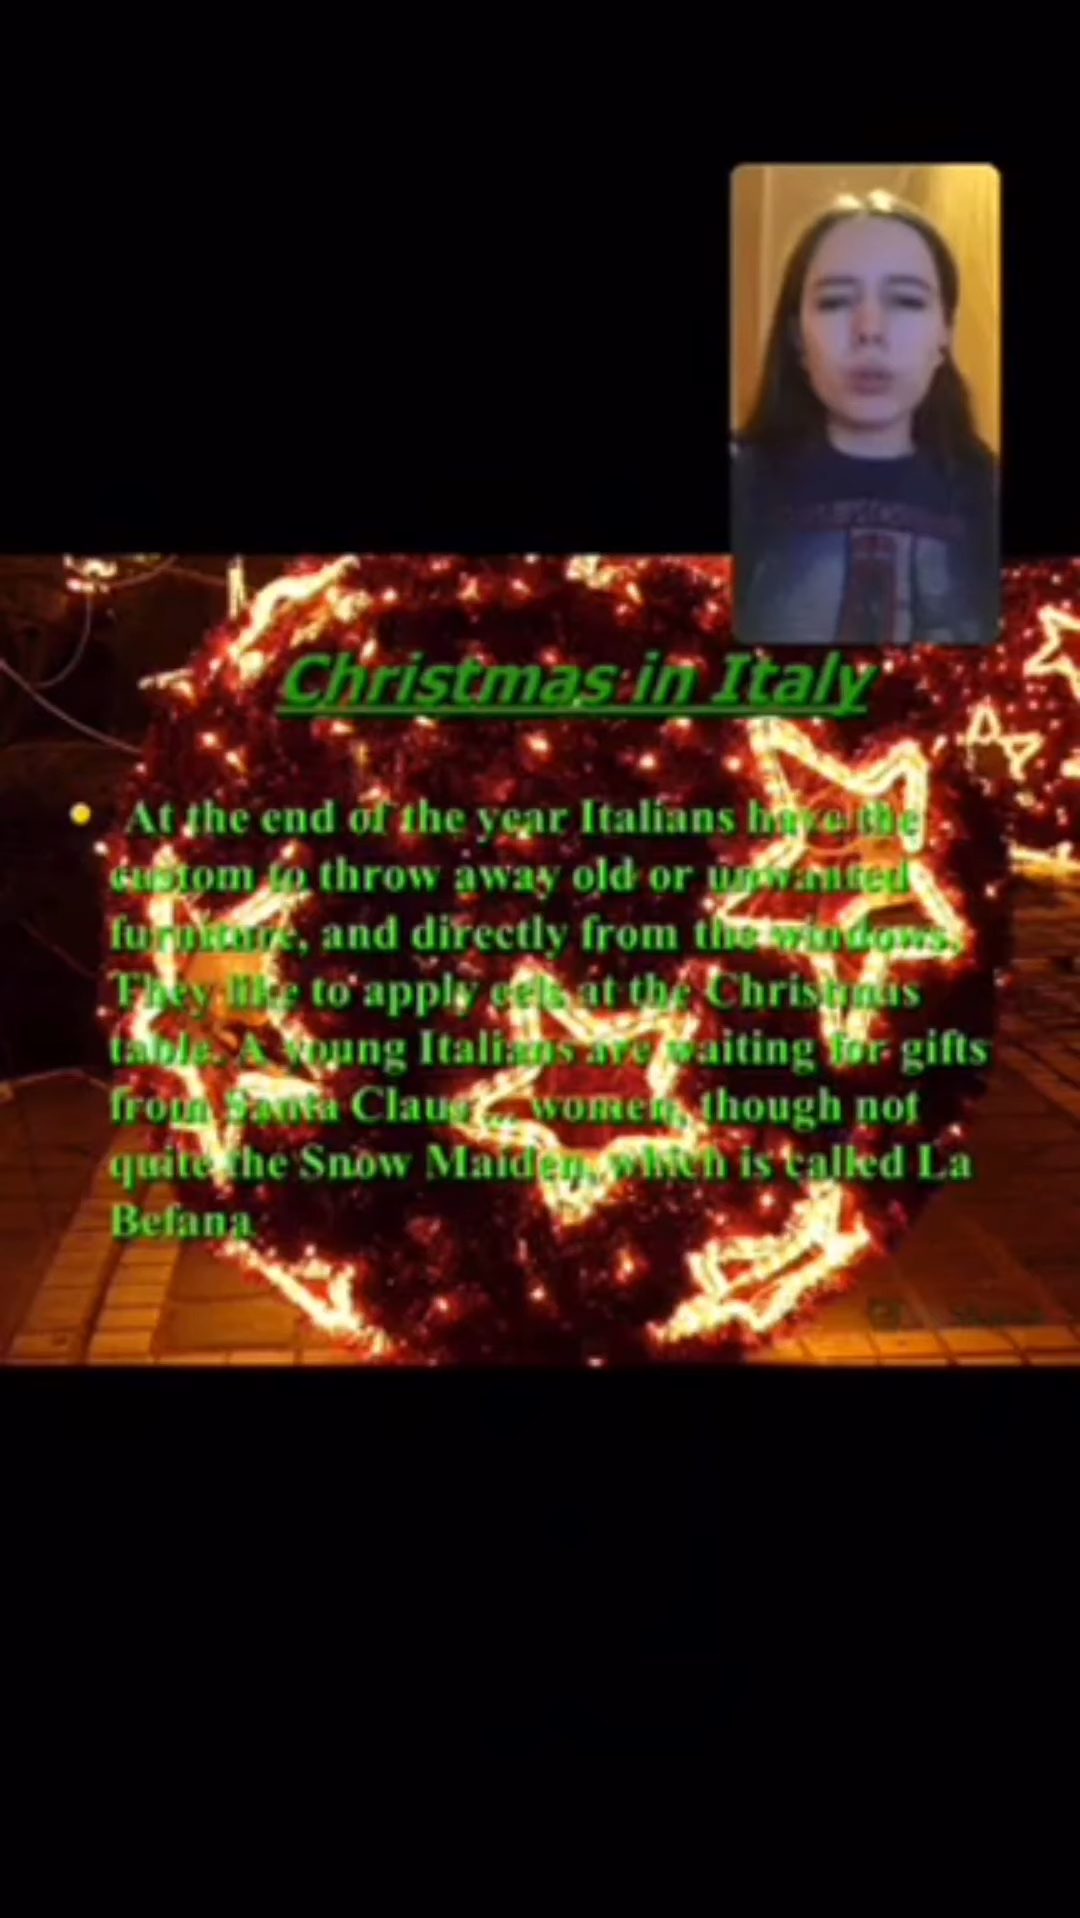 Christmas in Italy
At the end of the year Italians have the
custom to throw away old or unwanted
furniture, and directly from the windows.
They like to apply eels at the Christmas
table. A young Italians are waiting for gifts
from Santa Claus ... women, though not
quite the Snow Maiden, which is called La
Befana